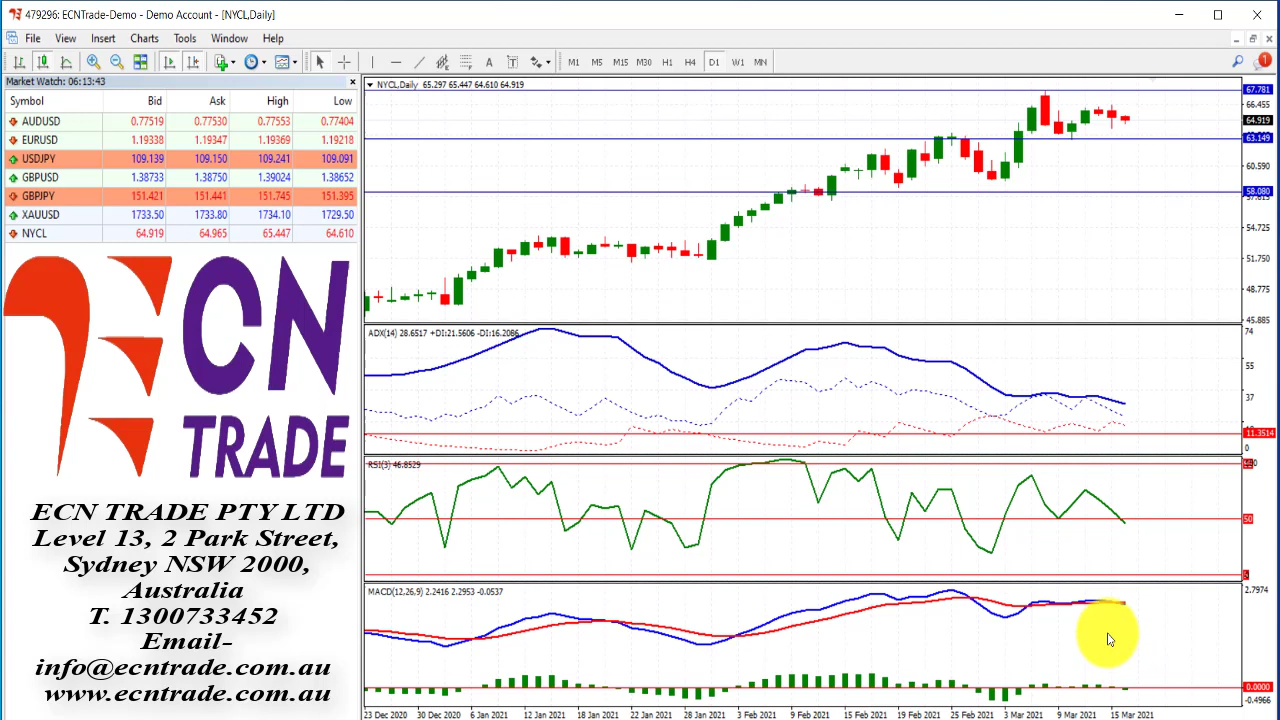 479296: ECNTrade-Demo - Demo Account - [NYCL,Daily]
File View Insert Charts Tools Window Help
A T M1 M5 M15 M30 H1 H4 D1 W1 MN 1
Market Watch: 06:13:43
Symbol Bid Ask High Low
AUDUSD 0.77519 0.77530 0.77553 0.77404
EURUSD 1.19338 1.19347 1.19369 1.19218
USDJPY 109.139 109.150 109.241 109.091
GBPUSD 1.38733 1.38750 1.39024 1.38652
GBPJPY 151.421 151.441 151.745 151.395
XAUUSD 1733.50 1733.80 1734.10 1729.50
NYCL 64.919 64.965 65.447 64.610
ECN
TRADE
ECN TRADE PTY LTD
Level 13, 2 Park Street,
Sydney NSW 2000,
Australia
T. 1300733452
Email-
info@ecntrade.com.au
www.ecntrade.com.au
NYCL,Daily 65.297 65.447 64.610 64.919
67.781
66.455
64.919
63.149
60.590
58.080
57.615
54.725
51.750
48.775
45.885
ADX(14) 28.6517 +DI:21.5606 -DI:16.2086
74
55
37
11.3514
0
RSI(3) 46.8529
50
MACD(12,26,9) 2.2416 2.2953 -0.0537
2.7974
0.0000
-0.4966
23 Dec 2020 30 Dec 2020 6 Jan 2021 12 Jan 2021 18 Jan 2021 22 Jan 2021 28 Jan 2021 3 Feb 2021 9 Feb 2021 15 Feb 2021 19 Feb 2021 25 Feb 2021 3 Mar 2021 9 Mar 2021 15 Mar 2021